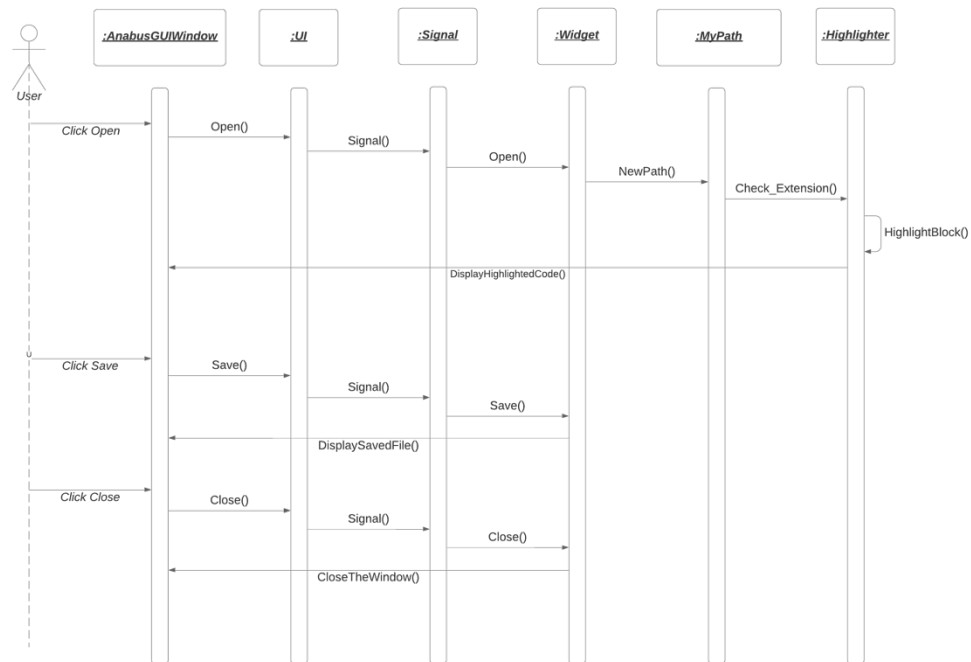 :AnabusGUIWindow
:UI
:Signal
:Widget
:MyPath
:Highlighter
User
Click Open
Open()
Signal()
Open()
NewPath()
Check_Extension()
HighlightBlock()
DisplayHighlightedCode()
Click Save
Save()
Signal()
Save()
DisplaySavedFile()
Click Close
Close()
Signal()
Close()
CloseTheWindow()